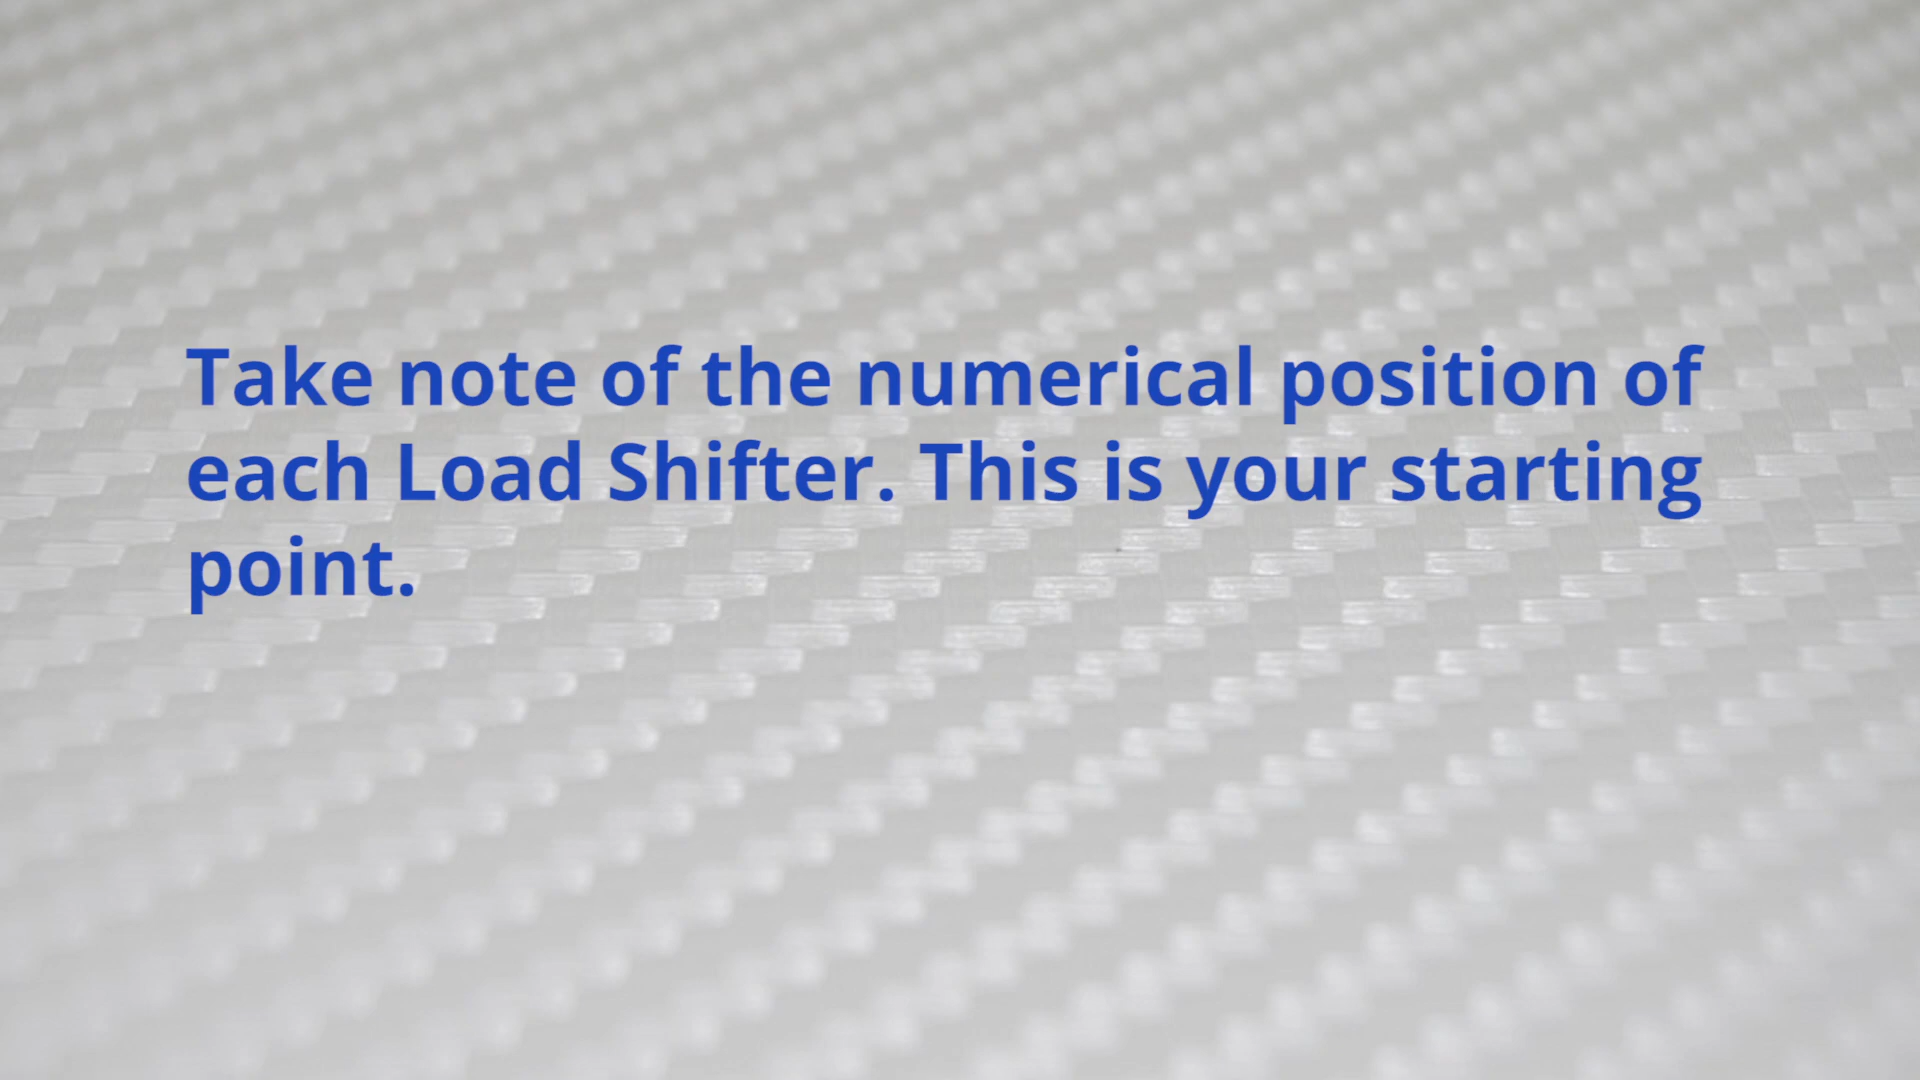 Take note of the numerical position of
each Load Shifter. This is your starting
point.